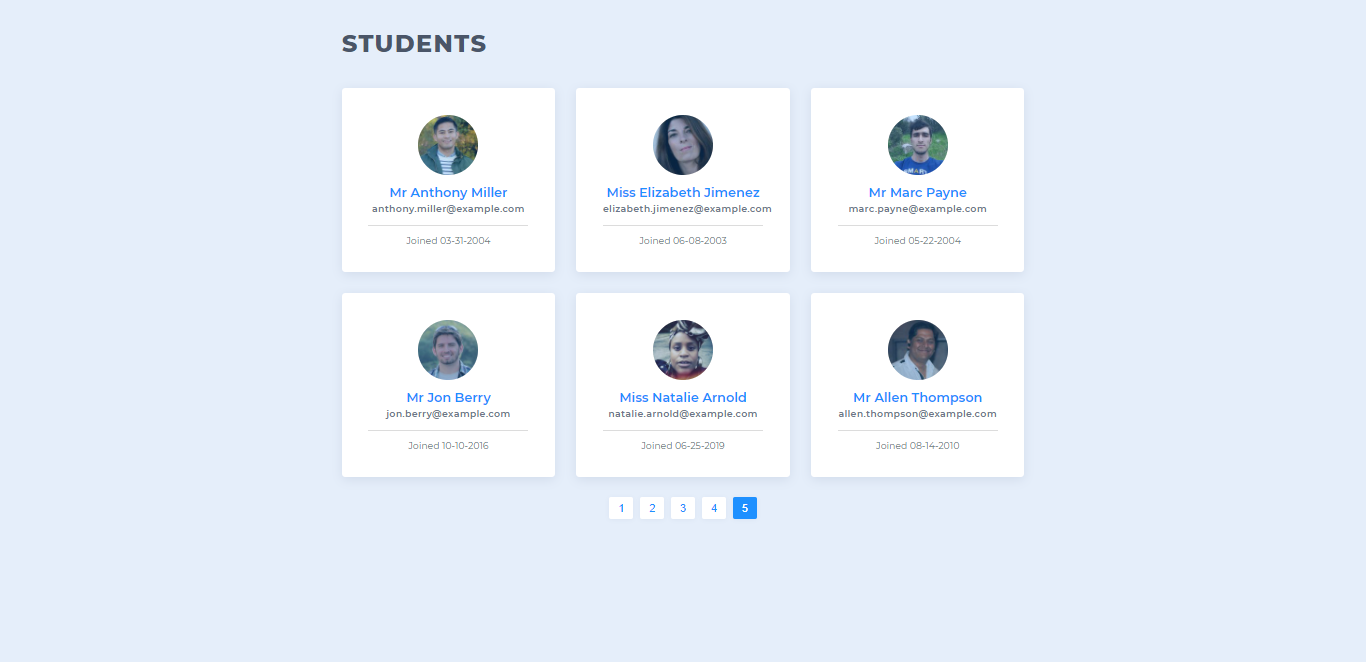 STUDENTS
Mr Anthony Miller
anthony.miller@example.com
Joined 03-31-2004
Miss Elizabeth Jimenez
elizabeth.jimenez@example.com
Joined 06-08-2003
Mr Marc Payne
marc.payne@example.com
Joined 05-22-2004
Mr Jon Berry
jon.berry@example.com
Joined 10-10-2016
Miss Natalie Arnold
natalie.arnold@example.com
Joined 06-25-2019
Mr Allen Thompson
allen.thompson@example.com
Joined 08-14-2010
1 2 3 4 5